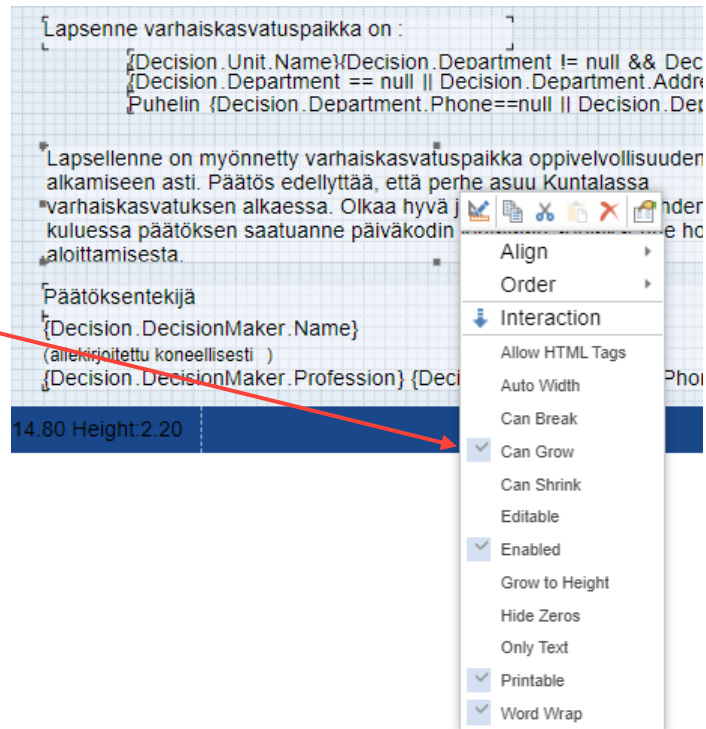 Lapsenne varhaiskasvatuspaikka on :
{Decision.Unit.Name}{Decision.Department != null && Dec
{Decision.Department == null || Decision.Department.Addre
Puhelin {Decision.Department.Phone==null || Decision.Dep
Lapsellenne on myönnetty varhaiskasvatuspaikka oppivelvollisuuden
alkamiseen asti. Päätös edellyttää, että perhe asuu Kuntalassa
varhaiskasvatuksen alkaessa. Olkaa hyvä j
kuluessa päätöksen saatuanne päiväkodin
aloittamisesta.
Päätöksentekijä
{Decision.DecisionMaker.Name}
(allekirjoitettu koneellisesti )
{Decision.DecisionMaker.Profession} {Deci
14.80 Height:2.20
Align
Order
Interaction
Allow HTML Tags
Auto Width
Can Break
Can Grow
Can Shrink
Editable
Enabled
Grow to Height
Hide Zeros
Only Text
Printable
Word Wrap